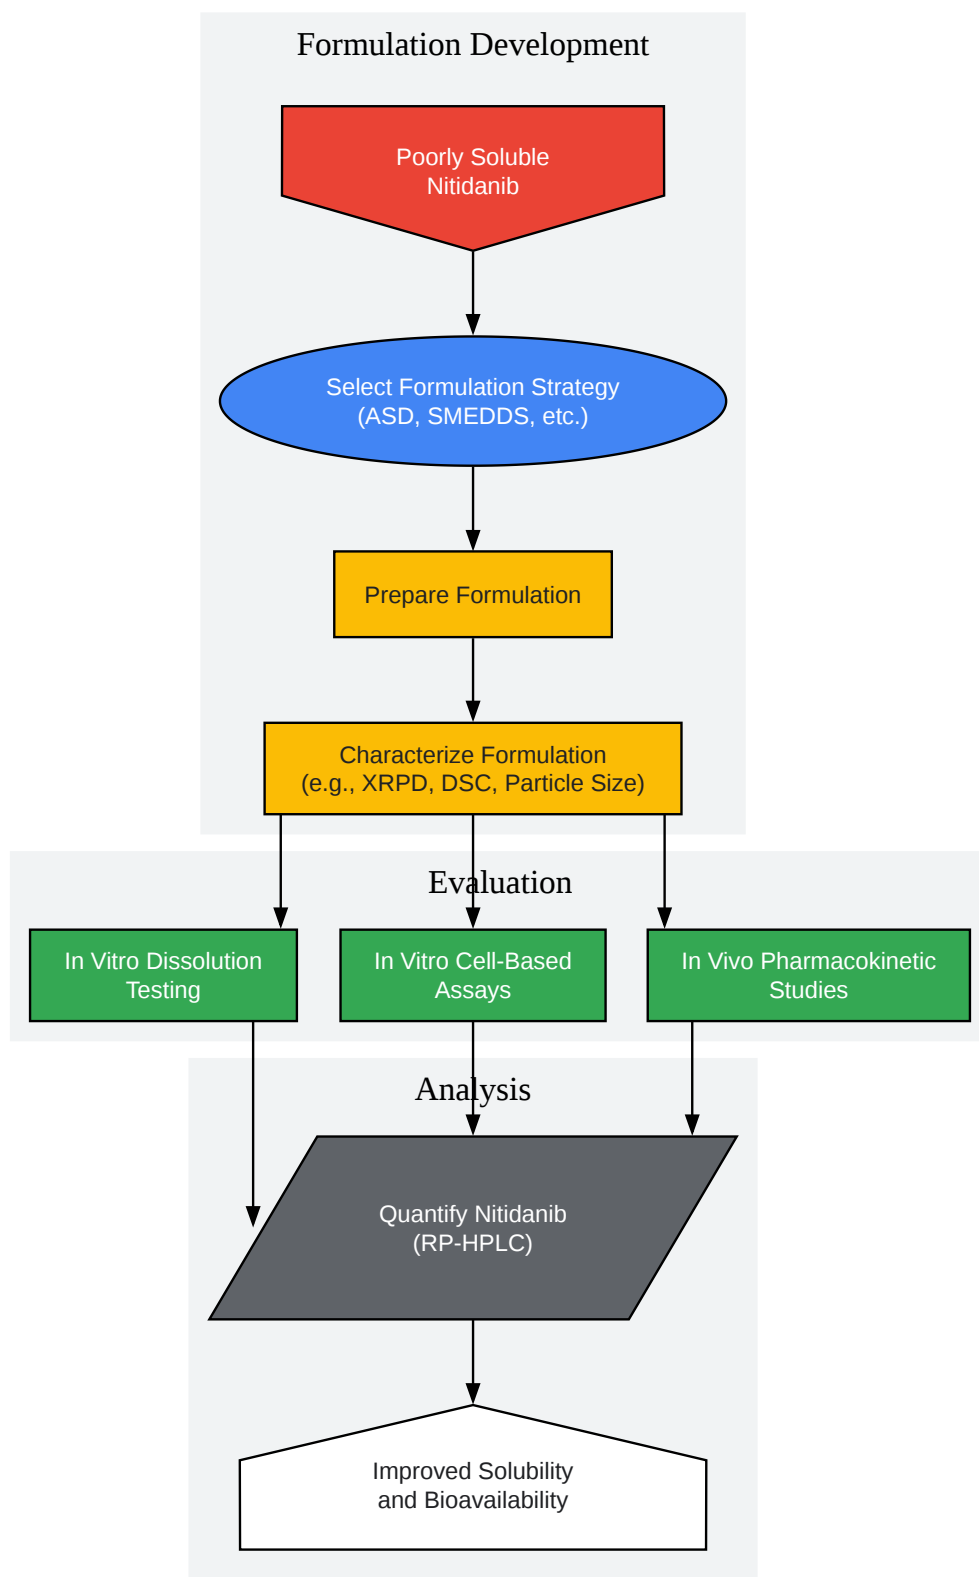 Formulation Development
Poorly Soluble
Nitidanib
Select Formulation Strategy
(ASD, SMEDDS, etc.)
Prepare Formulation
Characterize Formulation
(e.g., XRPD, DSC, Particle Size)
Evaluation
In Vitro Dissolution
Testing
In Vitro Cell-Based
Assays
In Vivo Pharmacokinetic
Studies
Analysis
Quantify Nitidanib
(RP-HPLC)
Improved Solubility
and Bioavailability